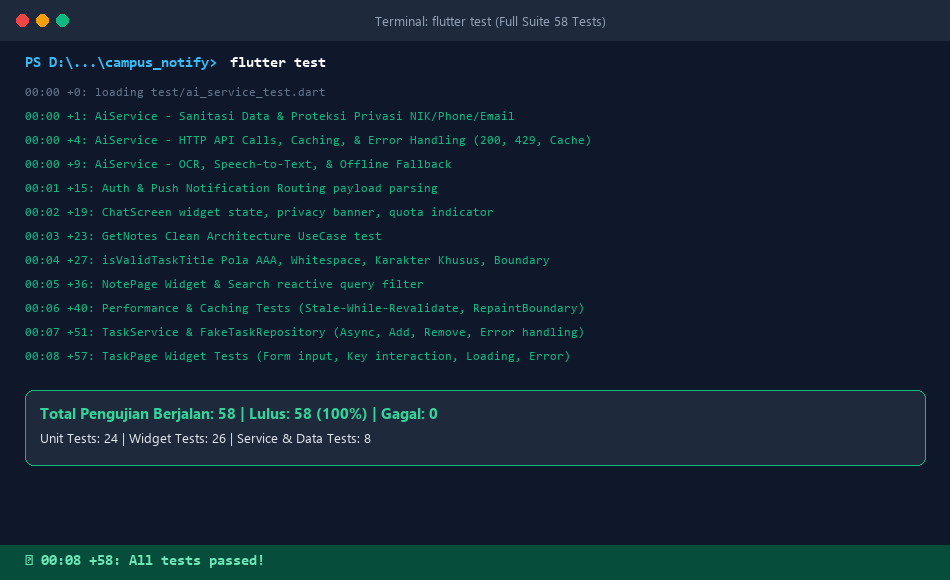 Terminal: flutter test (Full Suite 58 Tests)
PS D:\...\campus_notify> flutter test
00:00 +0: loading test/ai_service_test.dart
00:00 +1: AiService - Sanitasi Data & Proteksi Privasi NIK/Phone/Email
00:00 +4: AiService - HTTP API Calls, Caching, & Error Handling (200, 429, Cache)
00:00 +9: AiService - OCR, Speech-to-Text, & Offline Fallback
00:01 +15: Auth & Push Notification Routing payload parsing
00:02 +19: ChatScreen widget state, privacy banner, quota indicator
00:03 +23: GetNotes Clean Architecture UseCase test
00:04 +27: isValidTaskTitle Pola AAA, Whitespace, Karakter Khusus, Boundary
00:05 +36: NotePage Widget & Search reactive query filter
00:06 +40: Performance & Caching Tests (Stale-While-Revalidate, RepaintBoundary)
00:07 +51: TaskService & FakeTaskRepository (Async, Add, Remove, Error handling)
00:08 +57: TaskPage Widget Tests (Form input, Key interaction, Loading, Error)
Total Pengujian Berjalan: 58 | Lulus: 58 (100%) | Gagal: 0
Unit Tests: 24 | Widget Tests: 26 | Service & Data Tests: 8
00:08 +58: All tests passed!